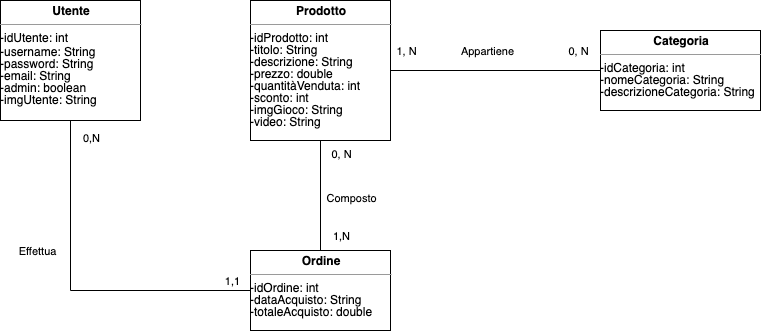 Utente
-idUtente: int
-username: String
-password: String
-email: String
-admin: boolean
-imgUtente: String
Prodotto
-idProdotto: int
-titolo: String
-descrizione: String
-prezzo: double
-quantitàVenduta: int
-sconto: int
-imgGioco: String
-video: String
1, N
Appartiene
0, N
Categoria
-idCategoria: int
-nomeCategoria: String
-descrizioneCategoria: String
0,N
0, N
Composto
1,N
Effettua
1,1
Ordine
-idOrdine: int
-dataAcquisto: String
-totaleAcquisto: double